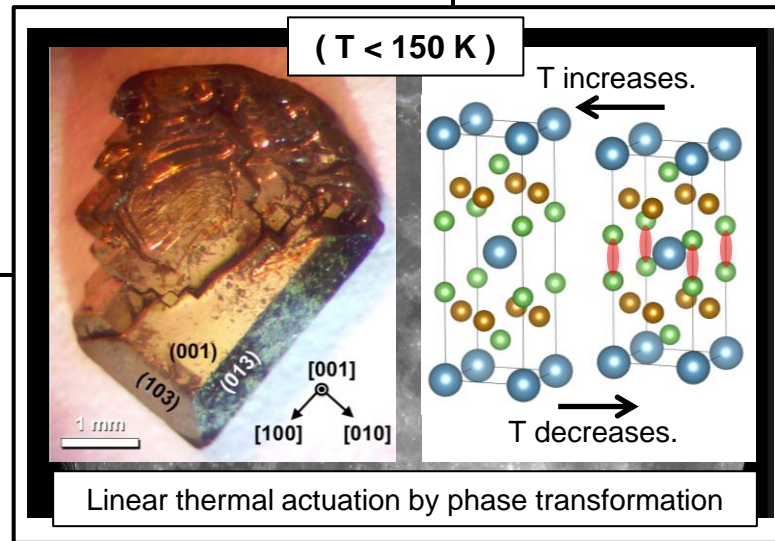 ( T < 150 K )
T increases.
(001)
(013)
(103)
[001]
[100]
[010]
1 mm
T decreases.
Linear thermal actuation by phase transformation